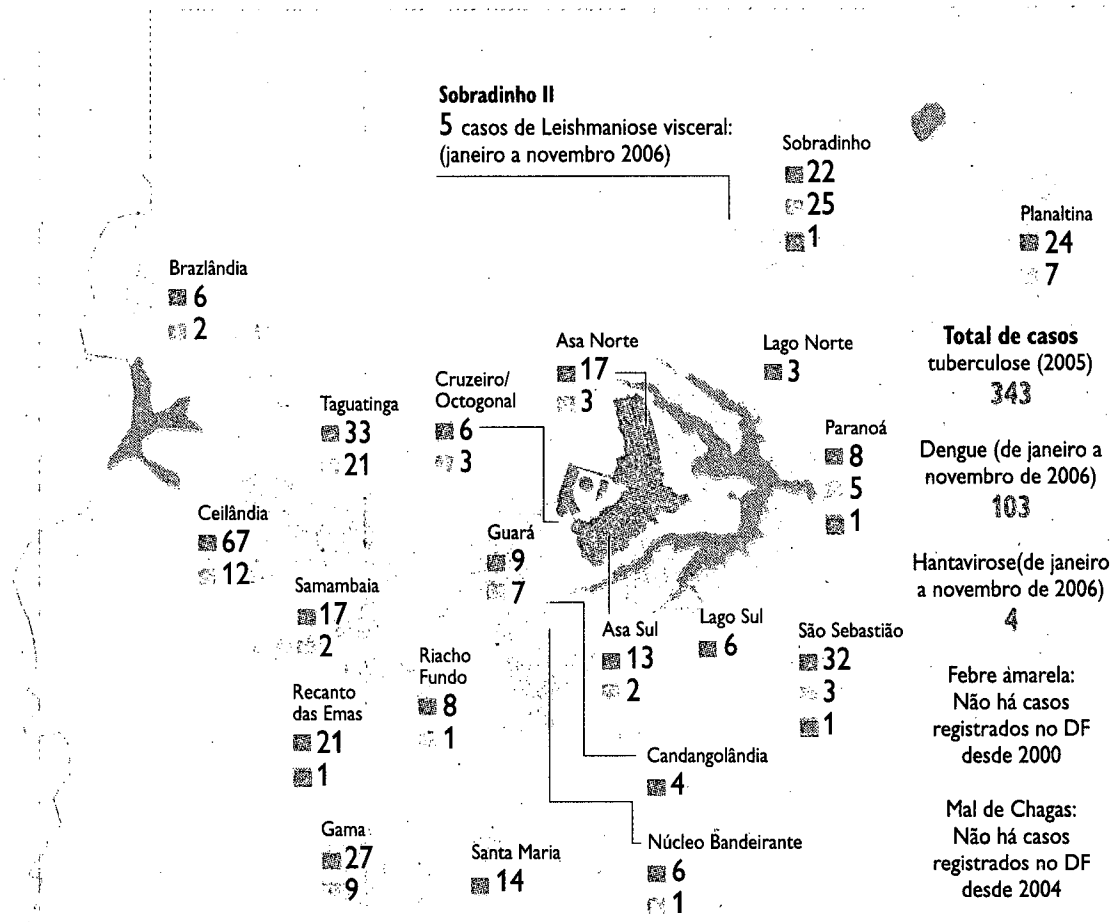 Sobradinho II
5 casos de Leishmaniose visceral:
(janeiro a novembro 2006)
Sobradinho
22
25
1
Planaltina
24
7
Brazlândia
6
2
Asa Norte
17
3
Lago Norte
3
Cruzeiro/
Octogonal
6
3
Taguatinga
33
21
Paranoá
8
5
1
Ceilândia
67
12
Guará
9
7
Samambaia
17
2
Asa Sul
13
2
Lago Sul
6
São Sebastião
32
3
1
Riacho
Fundo
8
1
Recanto
das Emas
21
1
Candangolândia
4
Gama
27
9
Santa Maria
14
Núcleo Bandeirante
6
1
Total de casos
tuberculose (2005)
343
Dengue (de janeiro a
novembro de 2006)
103
Hantavirose(de janeiro
a novembro de 2006)
4
Febre amarela:
Não há casos
registrados no DF
desde 2000
Mal de Chagas:
Não há casos
registrados no DF
desde 2004